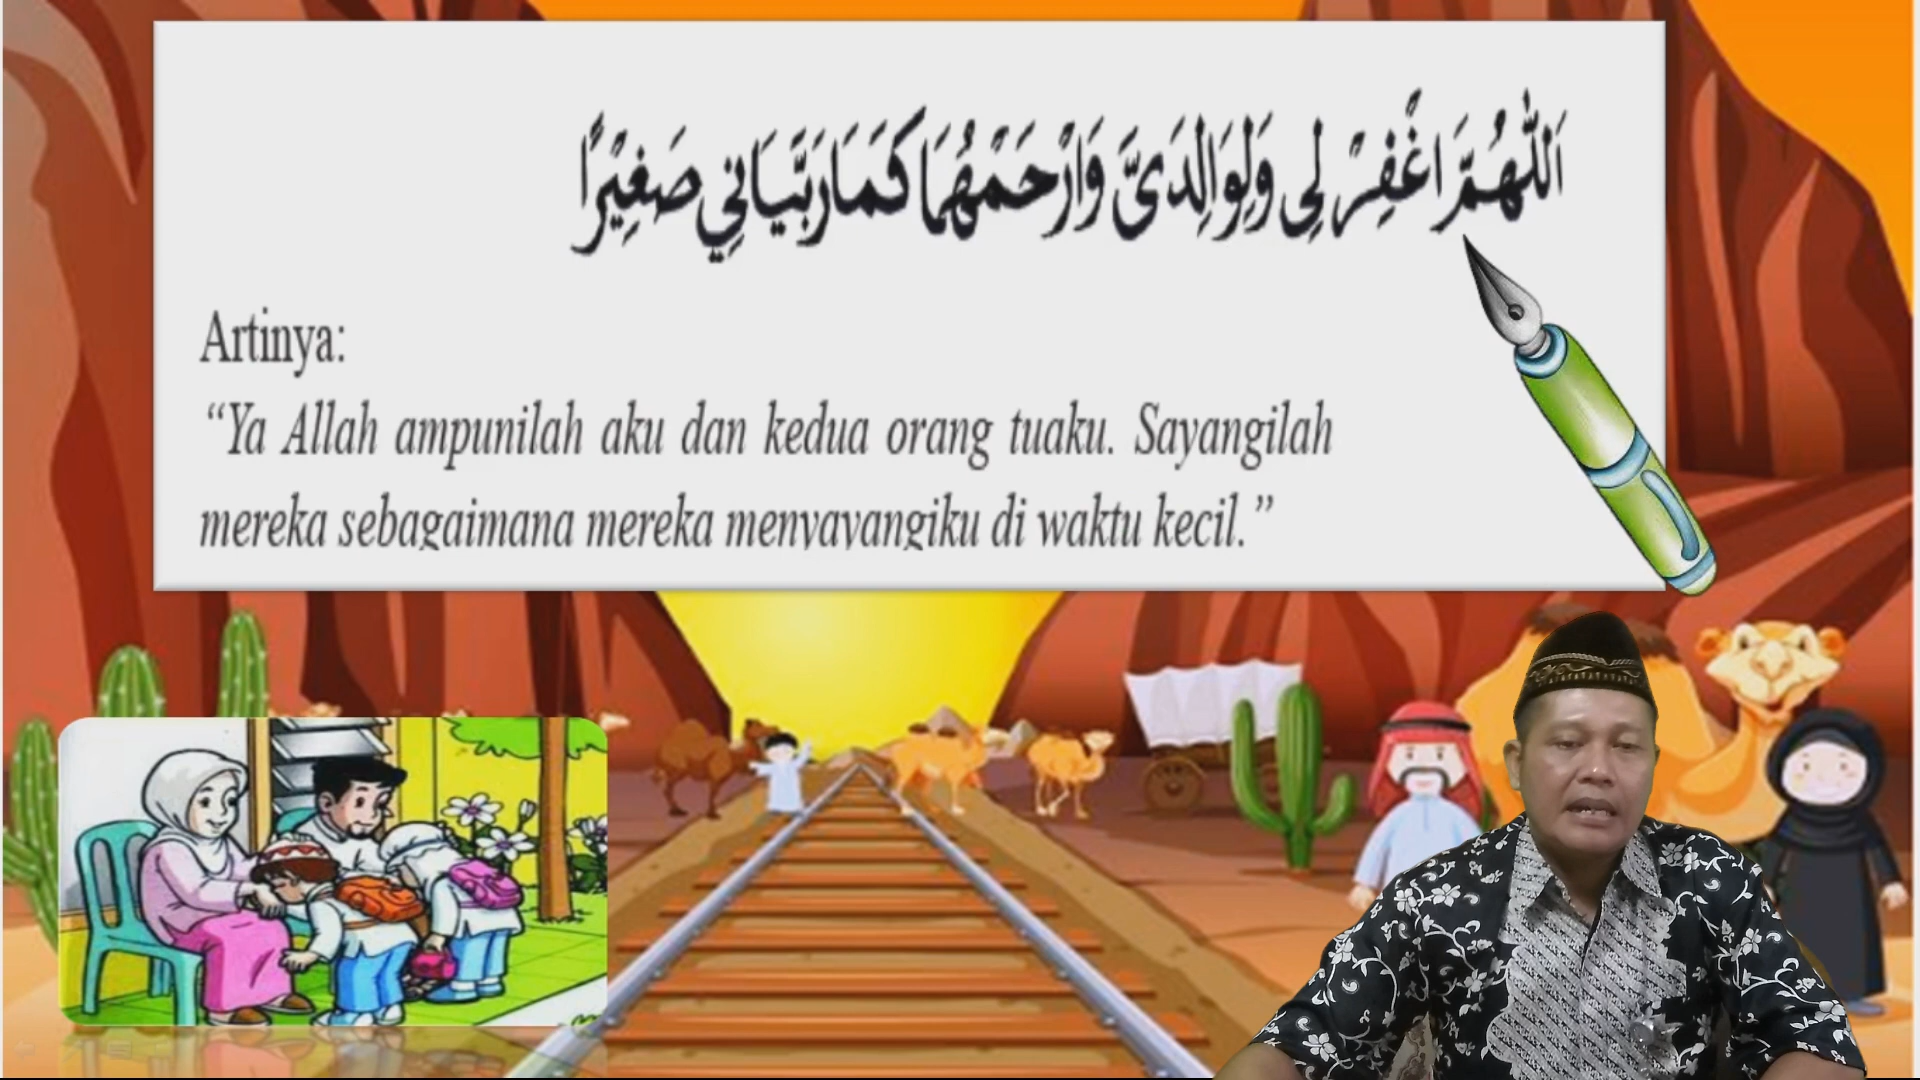 اَللّٰهُمَّ اغْفِرْ لِى وَلِوَالِدَىَّ وَارْحَمْهُمَا كَمَا رَبَّيَانِي صَغِيْرًا
Artinya:
“Ya Allah ampunilah aku dan kedua orang tuaku. Sayangilah
mereka sebagaimana mereka menyayangiku di waktu kecil.”